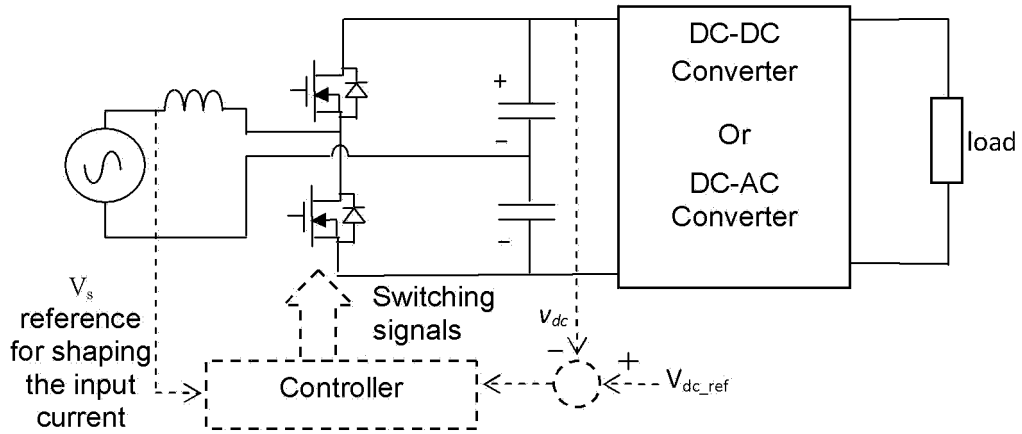 DC-DC
Converter
Or
DC-AC
Converter
load
+
−
−
Switching
signals
V_s
reference
for shaping
the input
current
Controller
v_dc
−
+
V_dc_ref